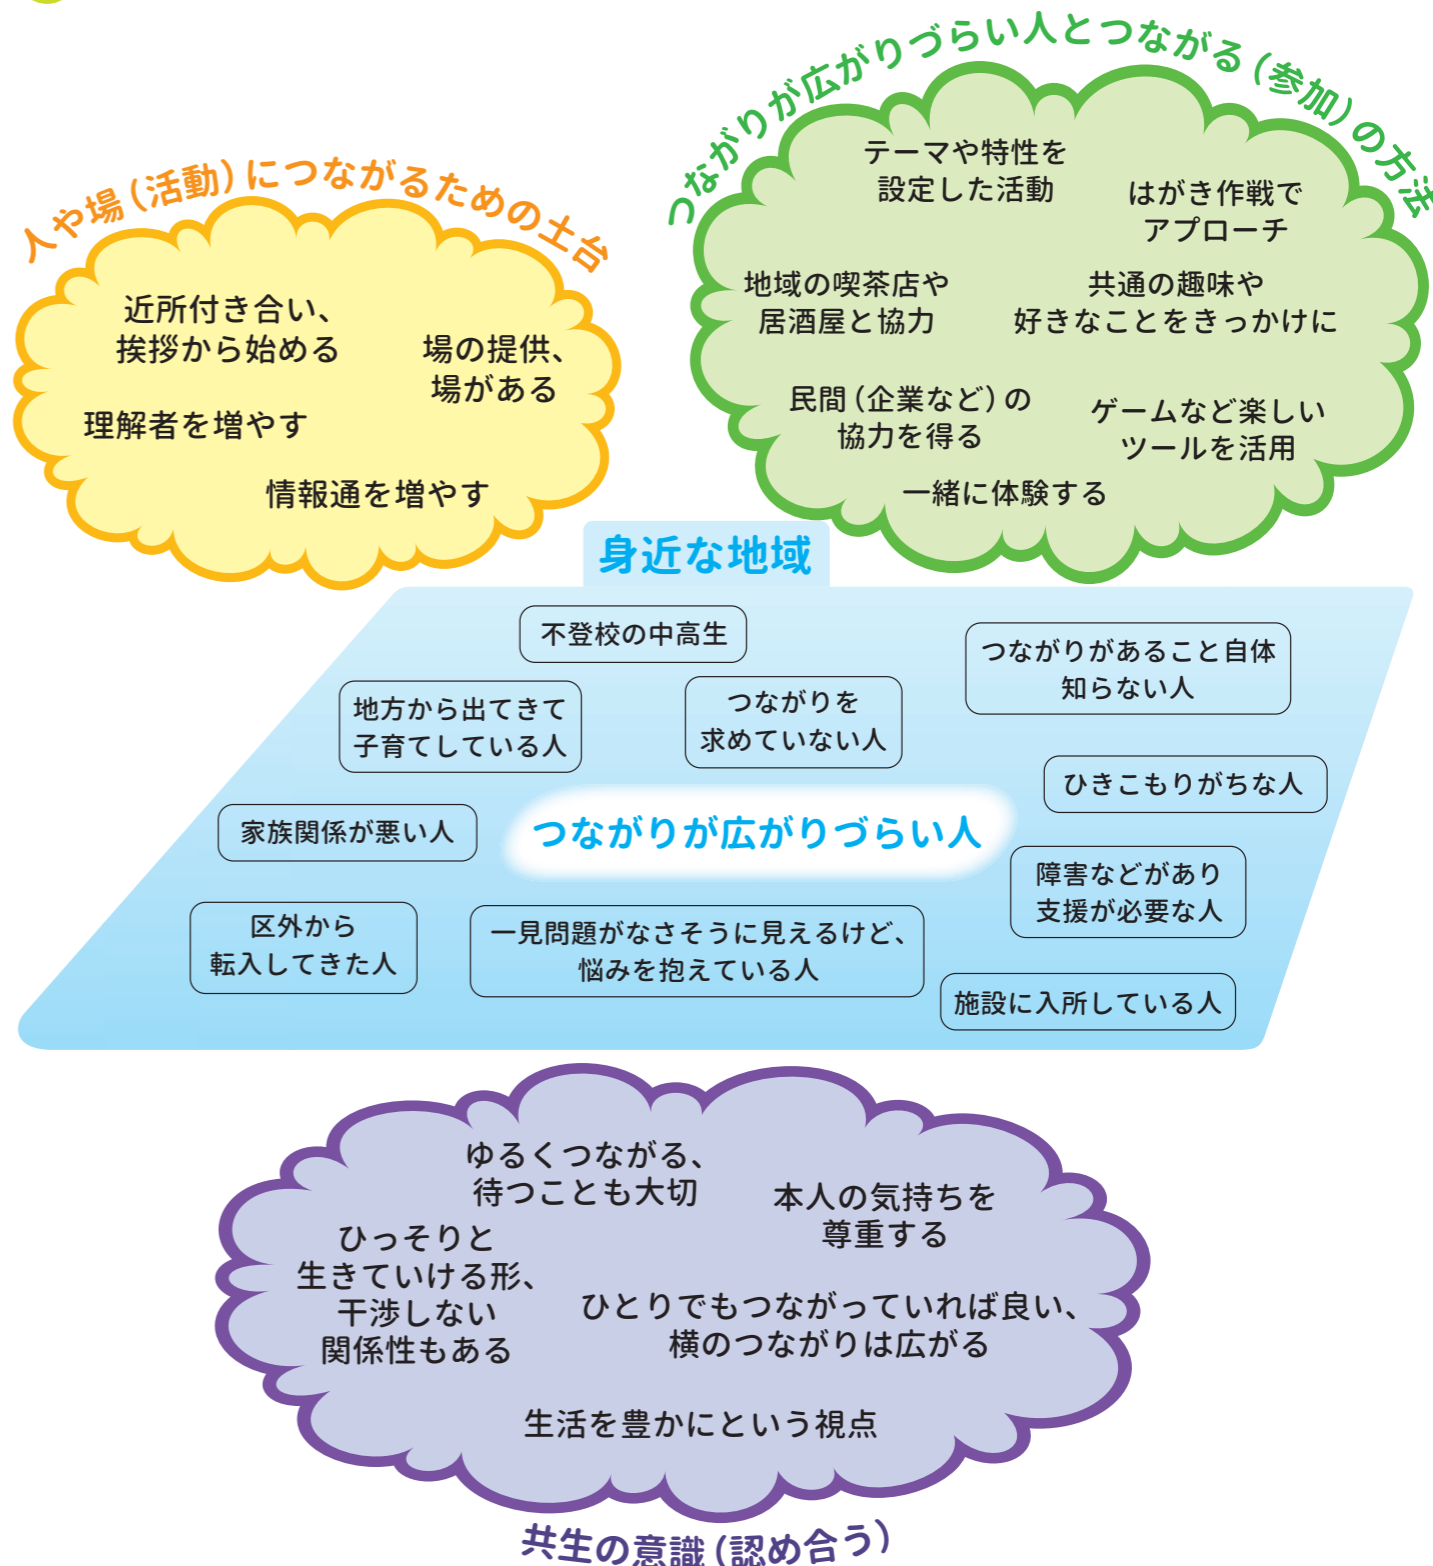 人や場（活動）につながるための土台
近所付き合い、
挨拶から始める
場の提供、
場がある
理解者を増やす
情報通を増やす
つながりが広がりづらい人とつながる（参加）の方法
テーマや特性を
設定した活動
はがき作戦で
アプローチ
地域の喫茶店や
居酒屋と協力
共通の趣味や
好きなことをきっかけに
民間（企業など）の
協力を得る
ゲームなど楽しい
ツールを活用
一緒に体験する
身近な地域
不登校の中高生
つながりがあること自体
知らない人
地方から出てきて
子育てしている人
つながりを
求めていない人
ひきこもりがちな人
家族関係が悪い人
つながりが広がりづらい人
障害などがあり
支援が必要な人
区外から
転入してきた人
一見問題がなさそうに見えるけど、
悩みを抱えている人
施設に入所している人
ゆるくつながる、
待つことも大切
本人の気持ちを
尊重する
ひっそりと
生きていける形、
干渉しない
関係性もある
ひとりでもつながっていれば良い、
横のつながりは広がる
生活を豊かにという視点
共生の意識（認め合う）